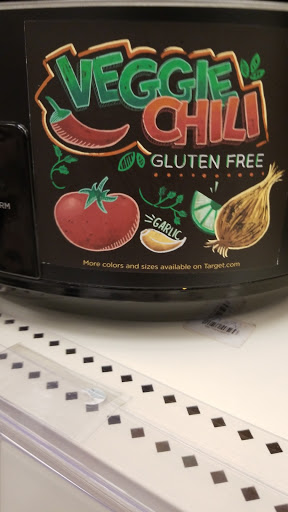 VEGGIE
CHILI
GLUTEN FREE
GARLIC
More colors and sizes available on Target.com